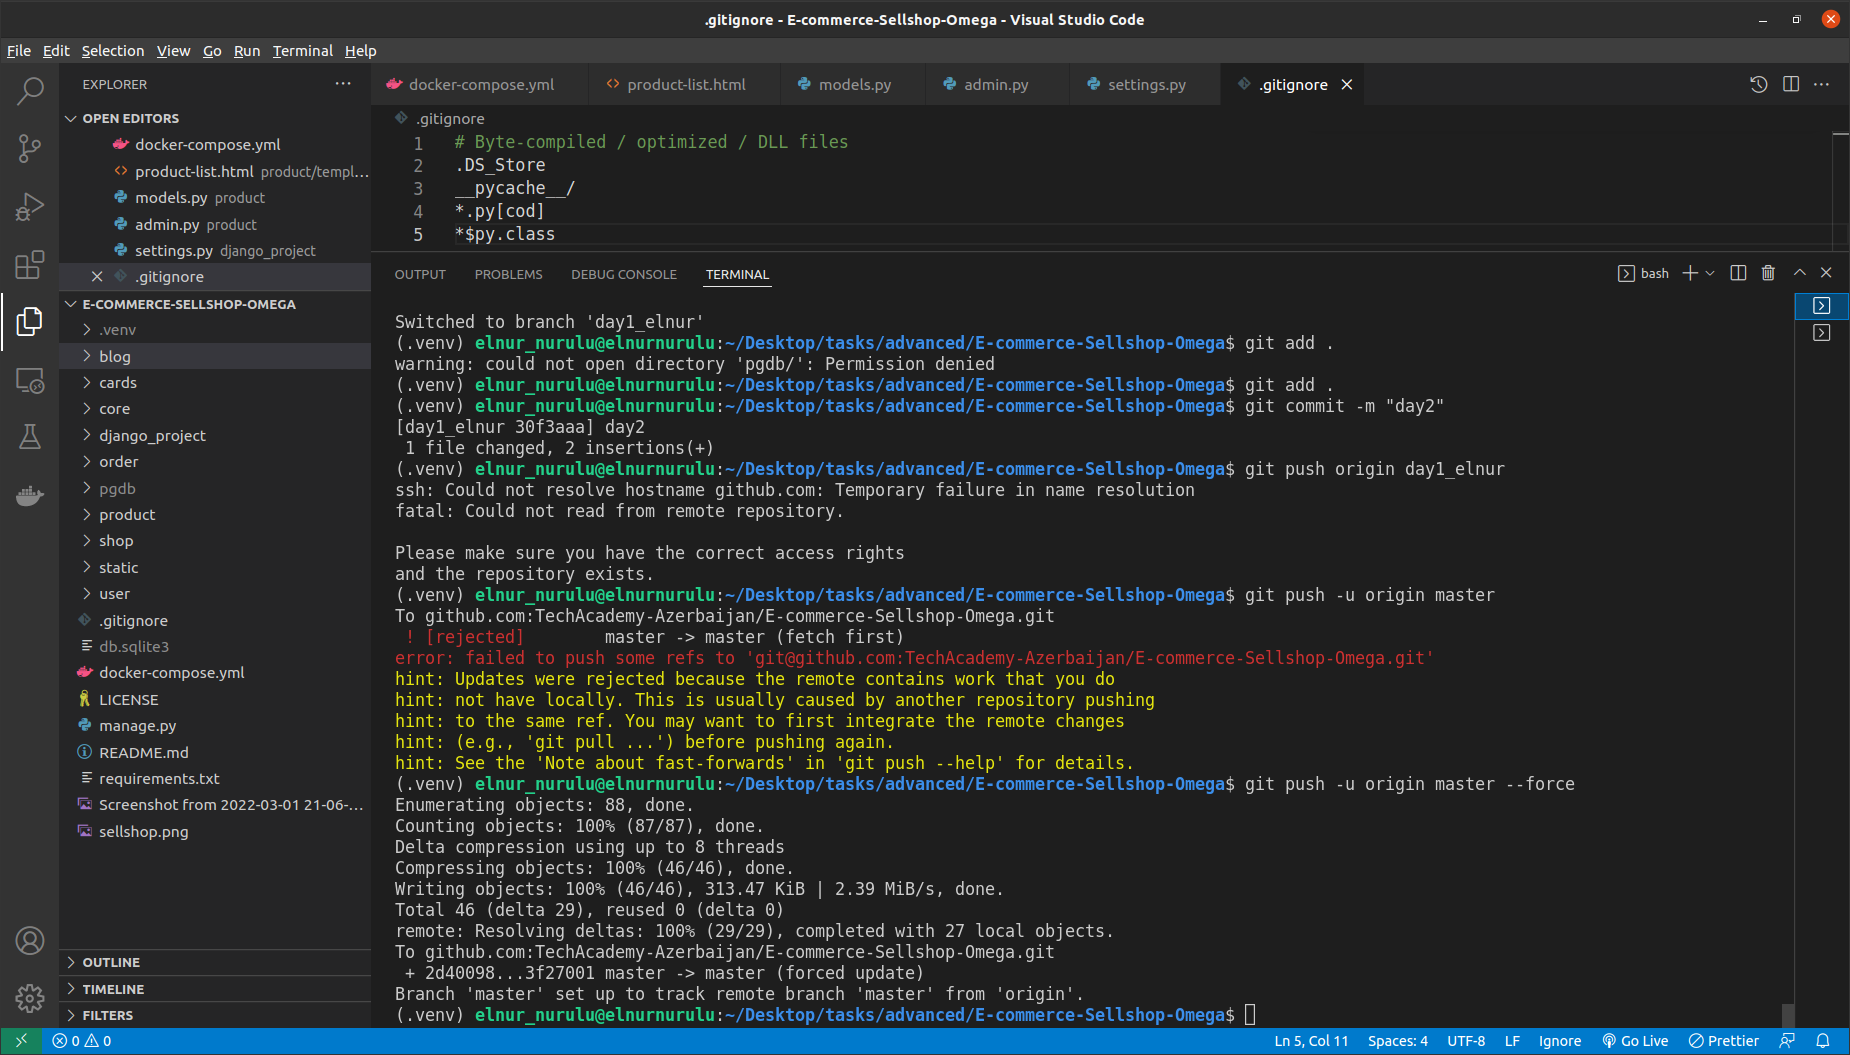 .gitignore - E-commerce-Sellshop-Omega - Visual Studio Code
File Edit Selection View Go Run Terminal Help
EXPLORER
OPEN EDITORS
docker-compose.yml
product-list.html product/templ...
models.py product
admin.py product
settings.py django_project
.gitignore
E-COMMERCE-SELLSHOP-OMEGA
.venv
blog
cards
core
django_project
order
pgdb
product
shop
static
user
.gitignore
db.sqlite3
docker-compose.yml
LICENSE
manage.py
README.md
requirements.txt
Screenshot from 2022-03-01 21-06-...
sellshop.png
OUTLINE
TIMELINE
FILTERS
docker-compose.yml product-list.html models.py admin.py settings.py .gitignore
.gitignore
1 # Byte-compiled / optimized / DLL files
2 .DS_Store
3 __pycache__/
4 *.py[cod]
5 *$py.class
OUTPUT PROBLEMS DEBUG CONSOLE TERMINAL bash
Switched to branch 'day1_elnur'
(.venv) elnur_nurulu@elnurnurulu:~/Desktop/tasks/advanced/E-commerce-Sellshop-Omega$ git add .
warning: could not open directory 'pgdb/': Permission denied
(.venv) elnur_nurulu@elnurnurulu:~/Desktop/tasks/advanced/E-commerce-Sellshop-Omega$ git add .
(.venv) elnur_nurulu@elnurnurulu:~/Desktop/tasks/advanced/E-commerce-Sellshop-Omega$ git commit -m "day2"
[day1_elnur 30f3aaa] day2
1 file changed, 2 insertions(+)
(.venv) elnur_nurulu@elnurnurulu:~/Desktop/tasks/advanced/E-commerce-Sellshop-Omega$ git push origin day1_elnur
ssh: Could not resolve hostname github.com: Temporary failure in name resolution
fatal: Could not read from remote repository.
Please make sure you have the correct access rights
and the repository exists.
(.venv) elnur_nurulu@elnurnurulu:~/Desktop/tasks/advanced/E-commerce-Sellshop-Omega$ git push -u origin master
To github.com:TechAcademy-Azerbaijan/E-commerce-Sellshop-Omega.git
! [rejected] master -> master (fetch first)
error: failed to push some refs to 'git@github.com:TechAcademy-Azerbaijan/E-commerce-Sellshop-Omega.git'
hint: Updates were rejected because the remote contains work that you do
hint: not have locally. This is usually caused by another repository pushing
hint: to the same ref. You may want to first integrate the remote changes
hint: (e.g., 'git pull ...') before pushing again.
hint: See the 'Note about fast-forwards' in 'git push --help' for details.
(.venv) elnur_nurulu@elnurnurulu:~/Desktop/tasks/advanced/E-commerce-Sellshop-Omega$ git push -u origin master --force
Enumerating objects: 88, done.
Counting objects: 100% (87/87), done.
Delta compression using up to 8 threads
Compressing objects: 100% (46/46), done.
Writing objects: 100% (46/46), 313.47 KiB | 2.39 MiB/s, done.
Total 46 (delta 29), reused 0 (delta 0)
remote: Resolving deltas: 100% (29/29), completed with 27 local objects.
To github.com:TechAcademy-Azerbaijan/E-commerce-Sellshop-Omega.git
+ 2d40098...3f27001 master -> master (forced update)
Branch 'master' set up to track remote branch 'master' from 'origin'.
(.venv) elnur_nurulu@elnurnurulu:~/Desktop/tasks/advanced/E-commerce-Sellshop-Omega$
0 0 Ln 5, Col 11 Spaces: 4 UTF-8 LF Ignore Go Live Prettier